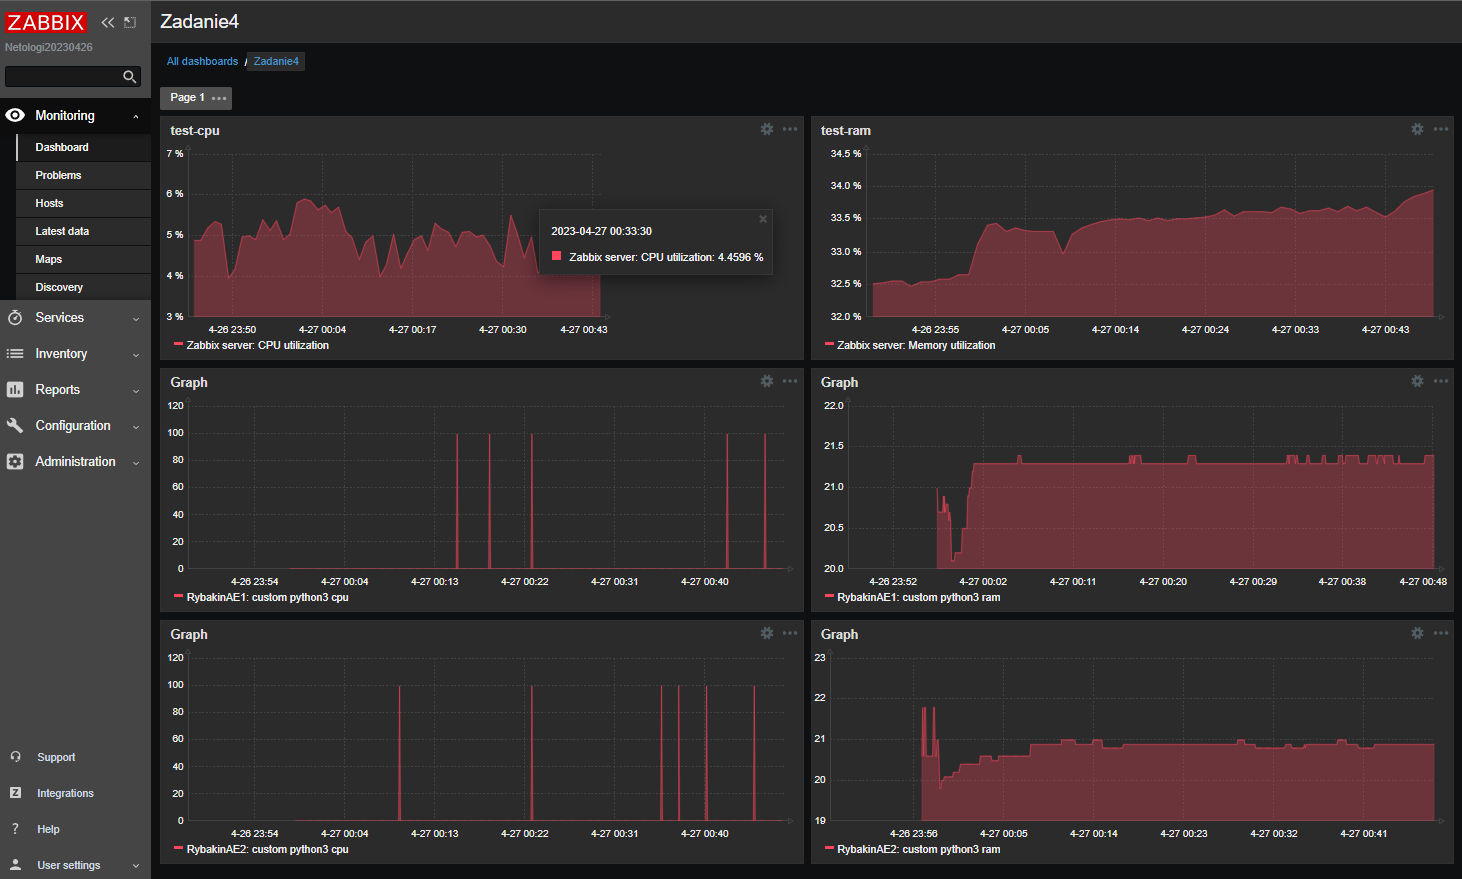 ZABBIX
Netologi20230426
Monitoring
Dashboard
Problems
Hosts
Latest data
Maps
Discovery
Services
Inventory
Reports
Configuration
Administration
Support
Z Integrations
? Help
User settings
Zadanie4
All dashboards / Zadanie4
Page 1
test-cpu
7 %
6 %
5 %
4 %
3 %
2023-04-27 00:33:30
Zabbix server: CPU utilization: 4.4596 %
4-26 23:50 4-27 00:04 4-27 00:17 4-27 00:30 4-27 00:43
Zabbix server: CPU utilization
test-ram
34.5 %
34.0 %
33.5 %
33.0 %
32.5 %
32.0 %
4-26 23:55 4-27 00:05 4-27 00:14 4-27 00:24 4-27 00:33 4-27 00:43
Zabbix server: Memory utilization
Graph
120
100
80
60
40
20
0
4-26 23:54 4-27 00:04 4-27 00:13 4-27 00:22 4-27 00:31 4-27 00:40
RybakinAE1: custom python3 cpu
Graph
22.0
21.5
21.0
20.5
20.0
4-26 23:52 4-27 00:02 4-27 00:11 4-27 00:20 4-27 00:29 4-27 00:38 4-27 00:48
RybakinAE1: custom python3 ram
Graph
120
100
80
60
40
20
0
4-26 23:54 4-27 00:04 4-27 00:13 4-27 00:22 4-27 00:31 4-27 00:40
RybakinAE2: custom python3 cpu
Graph
23
22
21
20
19
4-26 23:56 4-27 00:05 4-27 00:14 4-27 00:23 4-27 00:32 4-27 00:41
RybakinAE2: custom python3 ram